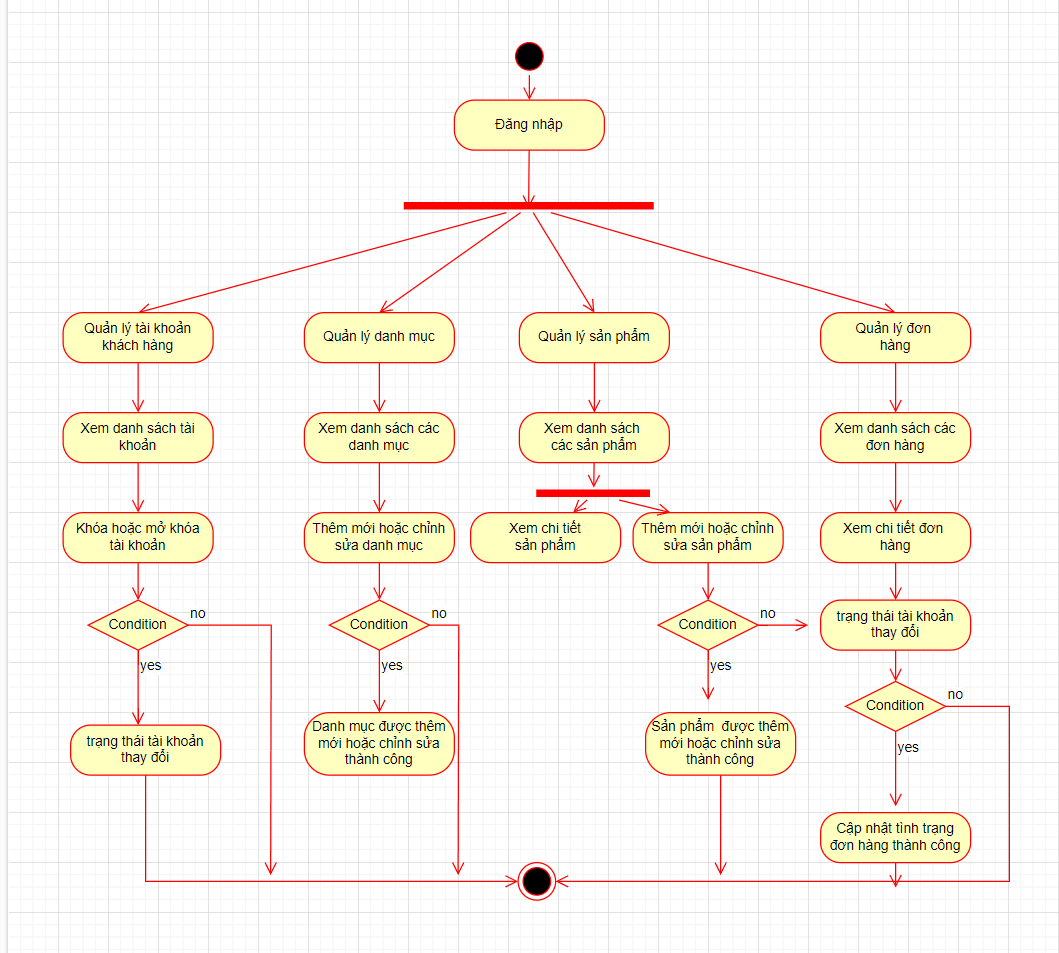 Đăng nhập
Quản lý tài khoản
khách hàng
Quản lý danh mục
Quản lý sản phẩm
Quản lý đơn
hàng
Xem danh sách tài
khoản
Xem danh sách các
danh mục
Xem danh sách
các sản phẩm
Xem danh sách các
đơn hàng
Khóa hoặc mở khóa
tài khoản
Thêm mới hoặc chỉnh
sửa danh mục
Xem chi tiết
sản phẩm
Thêm mới hoặc chỉnh
sửa sản phẩm
Xem chi tiết đơn
hàng
Condition
no
yes
Condition
no
yes
Condition
no
yes
trạng thái tài khoản
thay đổi
Condition
no
yes
trạng thái tài khoản
thay đổi
Danh mục được thêm
mới hoặc chỉnh sửa
thành công
Sản phẩm  được thêm
mới hoặc chỉnh sửa
thành công
Cập nhật tình trạng
đơn hàng thành công